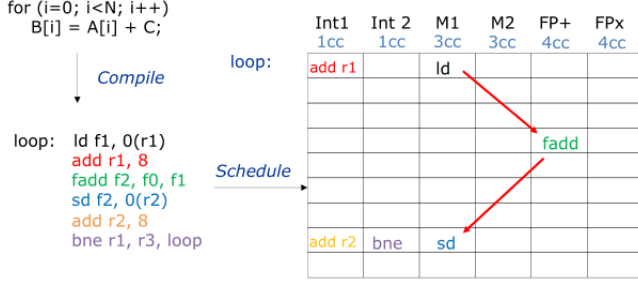 for (i=0; i<N; i++)
B[i] = A[i] + C;
Compile
loop: ld f1, 0(r1)
add r1, 8
fadd f2, f0, f1
sd f2, 0(r2)
add r2, 8
bne r1, r3, loop
Schedule
Int1 Int 2 M1 M2 FP+ FPx
1cc 1cc 3cc 3cc 4cc 4cc
loop: add r1 ld
fadd
add r2 bne sd